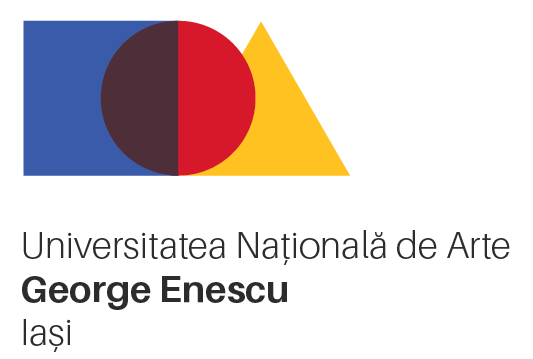 Universitatea Națională de Arte
George Enescu
Iași